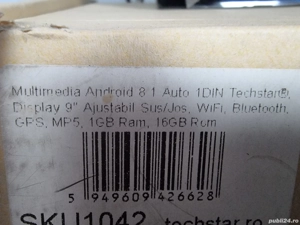 Multimedia Android 8.1 Auto 1DIN Techstar®,
Display 9" Ajustabil Sus/Jos, WiFi, Bluetooth,
GPS, MP5, 1GB Ram, 16GB Rom
5 949609 426628
SKU1042 techstar.ro
publi24.ro